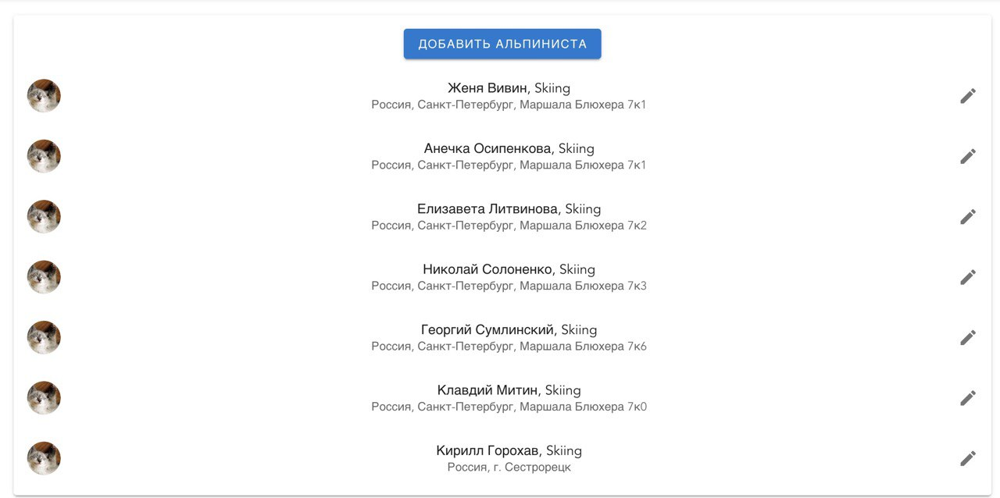 ДОБАВИТЬ АЛЬПИНИСТА
Женя Вивин, Skiing
Россия, Санкт-Петербург, Маршала Блюхера 7к1
Анечка Осипенкова, Skiing
Россия, Санкт-Петербург, Маршала Блюхера 7к1
Елизавета Литвинова, Skiing
Россия, Санкт-Петербург, Маршала Блюхера 7к2
Николай Солоненко, Skiing
Россия, Санкт-Петербург, Маршала Блюхера 7к3
Георгий Сумлинский, Skiing
Россия, Санкт-Петербург, Маршала Блюхера 7к6
Клавдий Митин, Skiing
Россия, Санкт-Петербург, Маршала Блюхера 7к0
Кирилл Горохав, Skiing
Россия, г. Сестрорецк